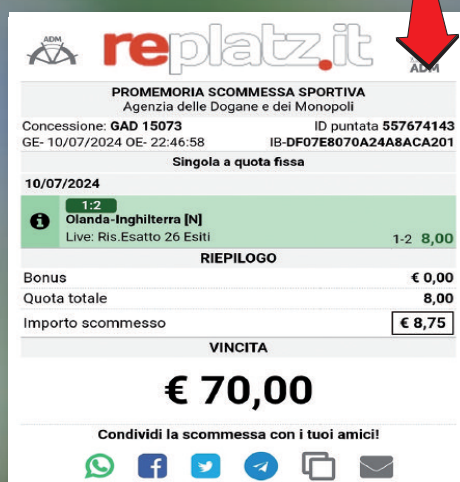 ADM
replatz.it
ADM
PROMEMORIA SCOMMESSA SPORTIVA
Agenzia delle Dogane e dei Monopoli
Concessione: GAD 15073 ID puntata 557674143
GE- 10/07/2024 OE- 22:46:58 IB-DF07E8070A24A8ACA201
Singola a quota fissa
10/07/2024
1:2
Olanda-Inghilterra [N]
Live: Ris.Esatto 26 Esiti 1-2 8,00
RIEPILOGO
Bonus € 0,00
Quota totale 8,00
Importo scommesso € 8,75
VINCITA
€ 70,00
Condividi la scommessa con i tuoi amici!